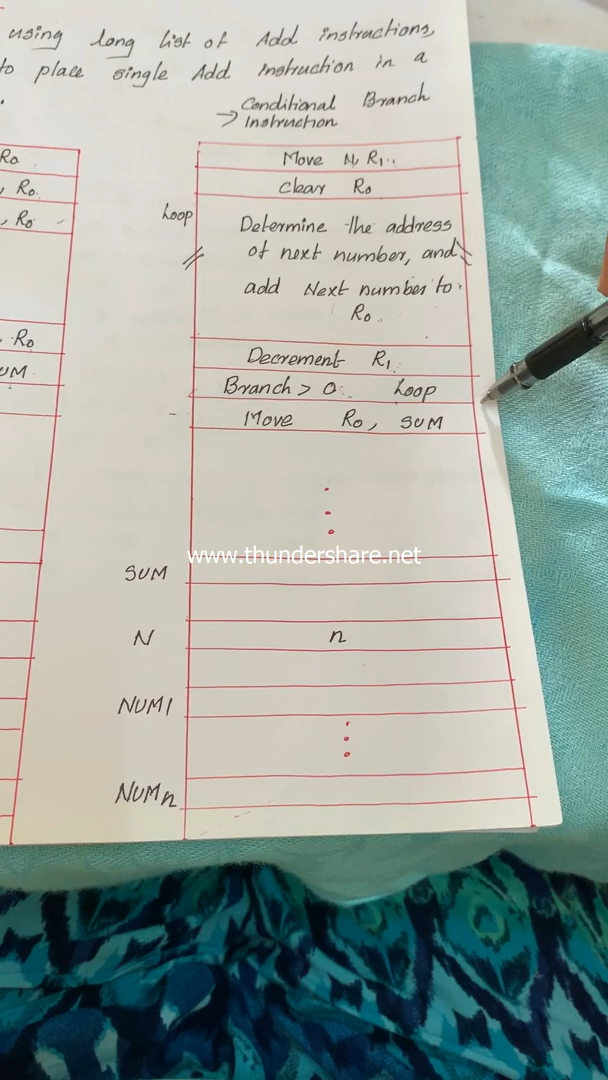 using long list of Add instructions,
to place single Add Instruction in a
→ Conditional Branch
Instruction
R0
, R0
, R0
. R0
UM.
Move N, R1..
Clear R0
Loop
Determine the address
of next number, and
add Next number to
R0..
Decrement R1
Branch > 0 Loop
Move R0, SUM
www.thundershare.net
SUM
N n
NUM1
NUMn